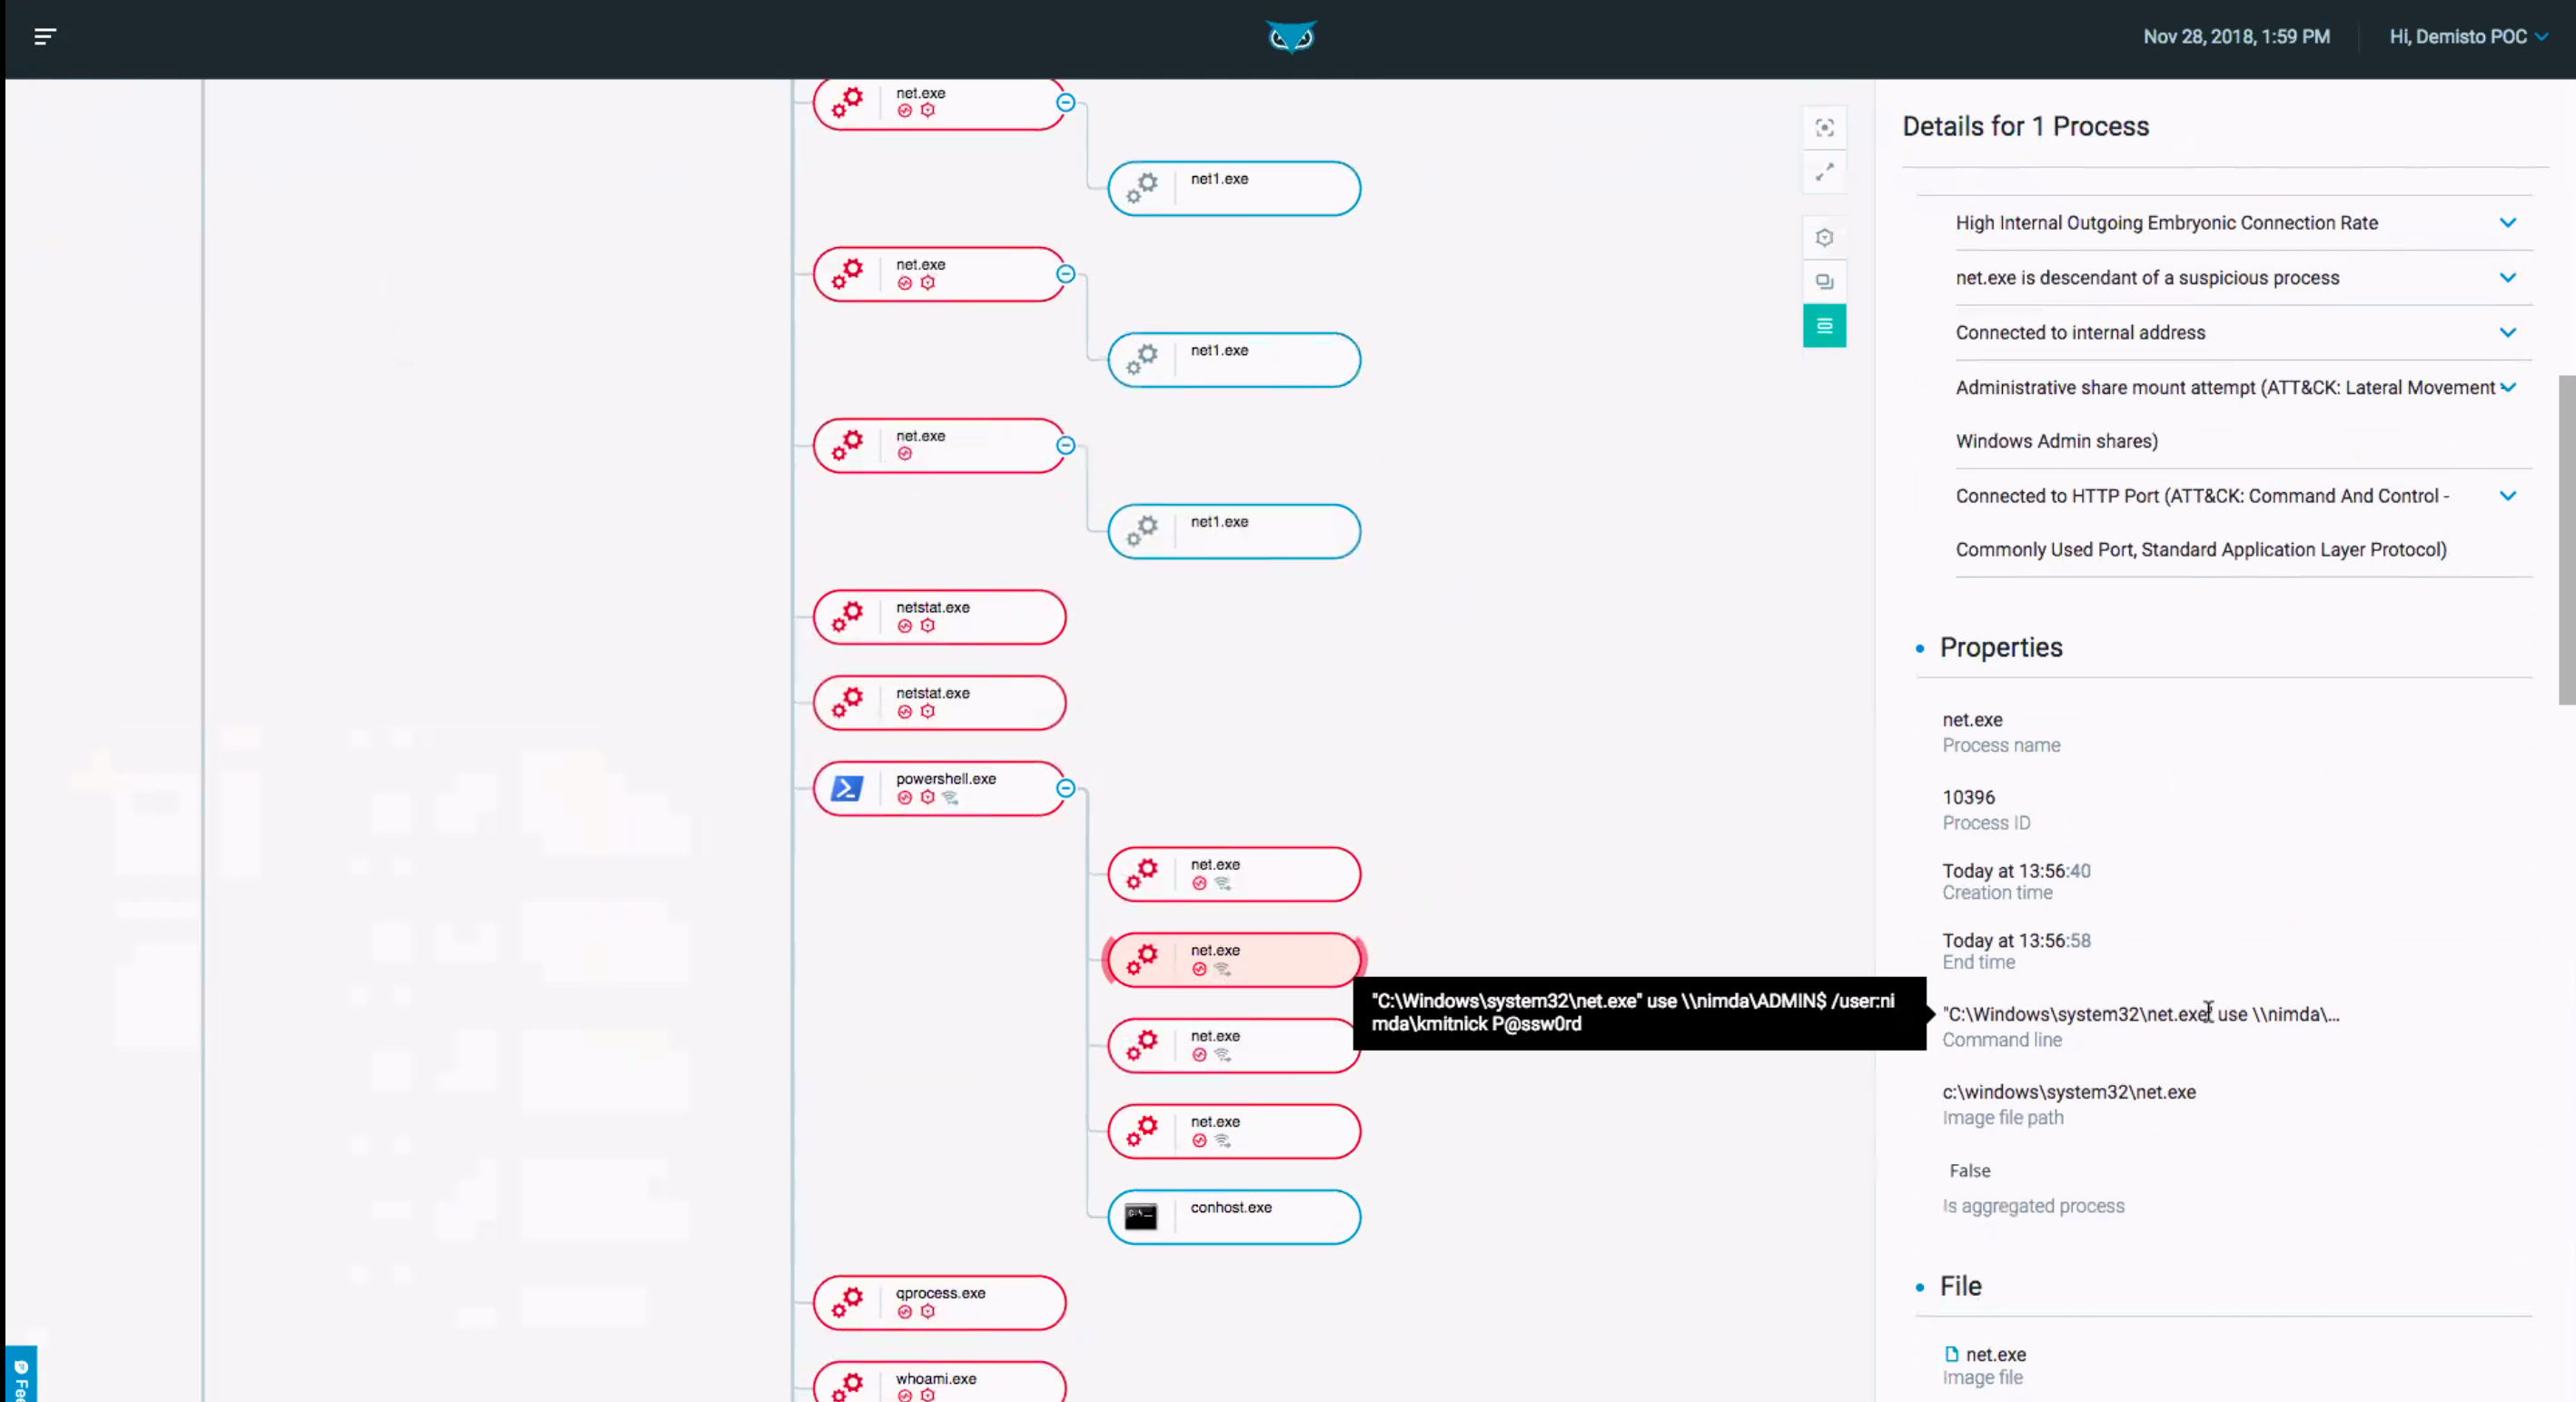 Nov 28, 2018, 1:59 PM
Hi, Demisto POC
net.exe
net1.exe
net.exe
net1.exe
net.exe
net1.exe
netstat.exe
netstat.exe
powershell.exe
net.exe
net.exe
"C:\Windows\system32\net.exe" use \\nimda\ADMIN$ /user:ni
mda\kmitnick P@ssw0rd
net.exe
net.exe
conhost.exe
qprocess.exe
whoami.exe
Fee
Details for 1 Process
High Internal Outgoing Embryonic Connection Rate
net.exe is descendant of a suspicious process
Connected to internal address
Administrative share mount attempt (ATT&CK: Lateral Movement -
Windows Admin shares)
Connected to HTTP Port (ATT&CK: Command And Control -
Commonly Used Port, Standard Application Layer Protocol)
Properties
net.exe
Process name
10396
Process ID
Today at 13:56:40
Creation time
Today at 13:56:58
End time
"C:\Windows\system32\net.exe" use \\nimda\...
Command line
c:\windows\system32\net.exe
Image file path
False
Is aggregated process
File
net.exe
Image file